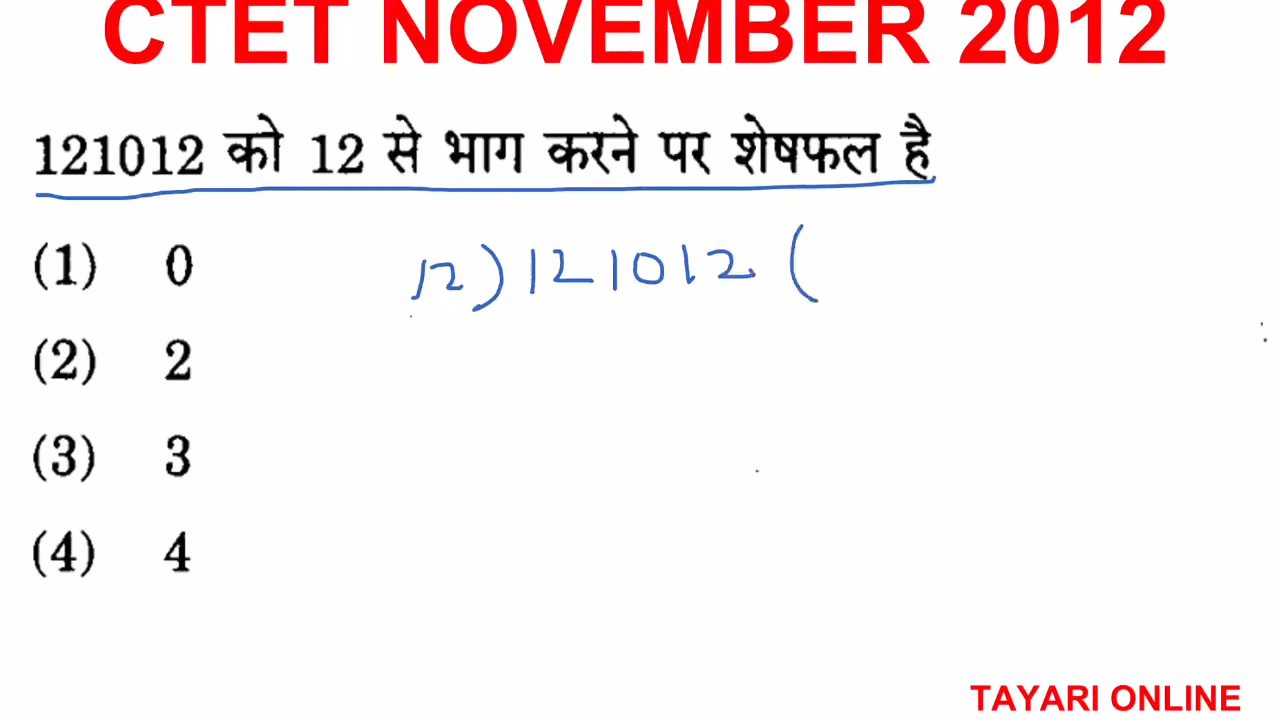 CTET NOVEMBER 2012
121012 को 12 से भाग करने पर शेषफल है
(1) 0
12)121012(
(2) 2
(3) 3
(4) 4
TAYARI ONLINE